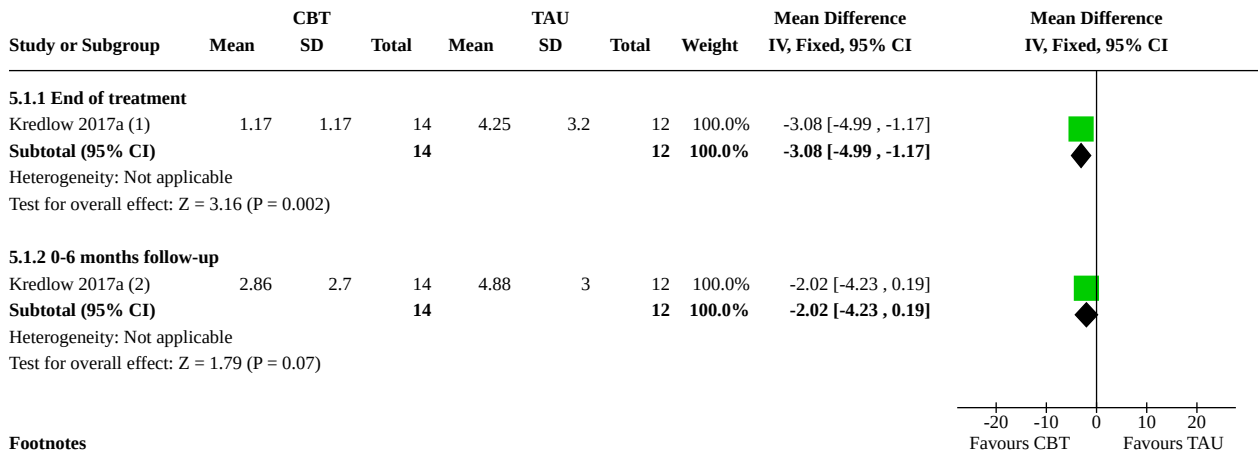 CBT TAU Mean Difference Mean Difference
Study or Subgroup Mean SD Total Mean SD Total Weight IV, Fixed, 95% CI IV, Fixed, 95% CI
5.1.1 End of treatment
Kredlow 2017a (1) 1.17 1.17 14 4.25 3.2 12 100.0% -3.08 [-4.99 , -1.17]
Subtotal (95% CI) 14 12 100.0% -3.08 [-4.99 , -1.17]
Heterogeneity: Not applicable
Test for overall effect: Z = 3.16 (P = 0.002)
5.1.2 0-6 months follow-up
Kredlow 2017a (2) 2.86 2.7 14 4.88 3 12 100.0% -2.02 [-4.23 , 0.19]
Subtotal (95% CI) 14 12 100.0% -2.02 [-4.23 , 0.19]
Heterogeneity: Not applicable
Test for overall effect: Z = 1.79 (P = 0.07)
-20 -10 0 10 20
Footnotes Favours CBT Favours TAU